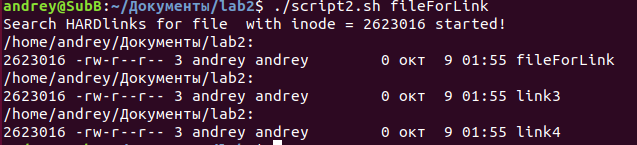 andrey@SubB:~/Документы/lab2$ ./script2.sh fileForLink
Search HARDlinks for file  with inode = 2623016 started!
/home/andrey/Документы/lab2:
2623016 -rw-r--r-- 3 andrey andrey        0 окт  9 01:55 fileForLink
/home/andrey/Документы/lab2:
2623016 -rw-r--r-- 3 andrey andrey        0 окт  9 01:55 link3
/home/andrey/Документы/lab2:
2623016 -rw-r--r-- 3 andrey andrey        0 окт  9 01:55 link4